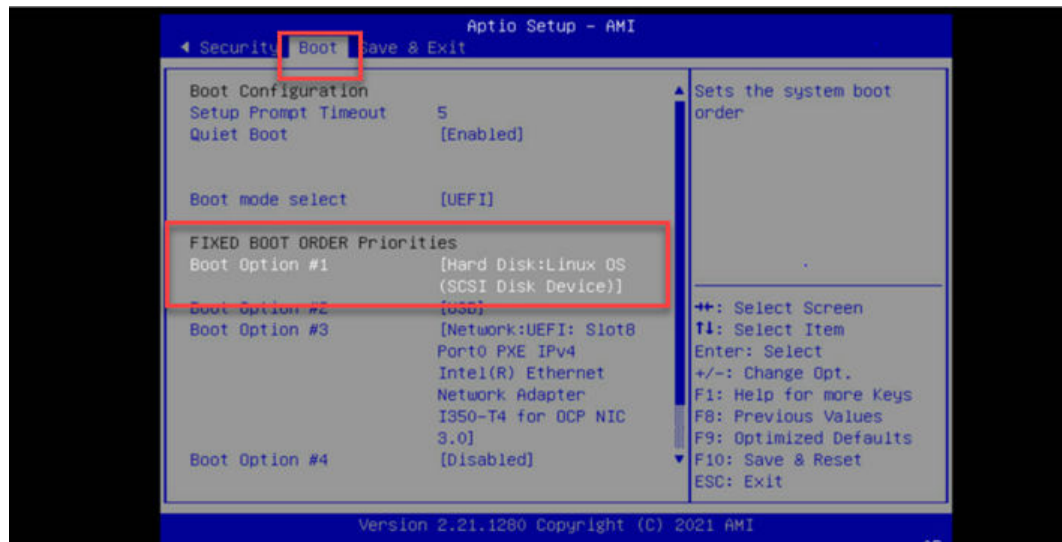 Aptio Setup – AMI
Security Boot Save & Exit
Boot Configuration
Setup Prompt Timeout 5
Quiet Boot [Enabled]
Boot mode select [UEFI]
FIXED BOOT ORDER Priorities
Boot Option #1 [Hard Disk:Linux OS
(SCSI Disk Device)]
Boot Option #2 [USB]
Boot Option #3 [Network:UEFI: Slot8
Port0 PXE IPv4
Intel(R) Ethernet
Network Adapter
I350-T4 for OCP NIC
3.0]
Boot Option #4 [Disabled]
Sets the system boot
order
→←: Select Screen
↑↓: Select Item
Enter: Select
+/-: Change Opt.
F1: Help for more Keys
F8: Previous Values
F9: Optimized Defaults
F10: Save & Reset
ESC: Exit
Version 2.21.1280 Copyright (C) 2021 AMI